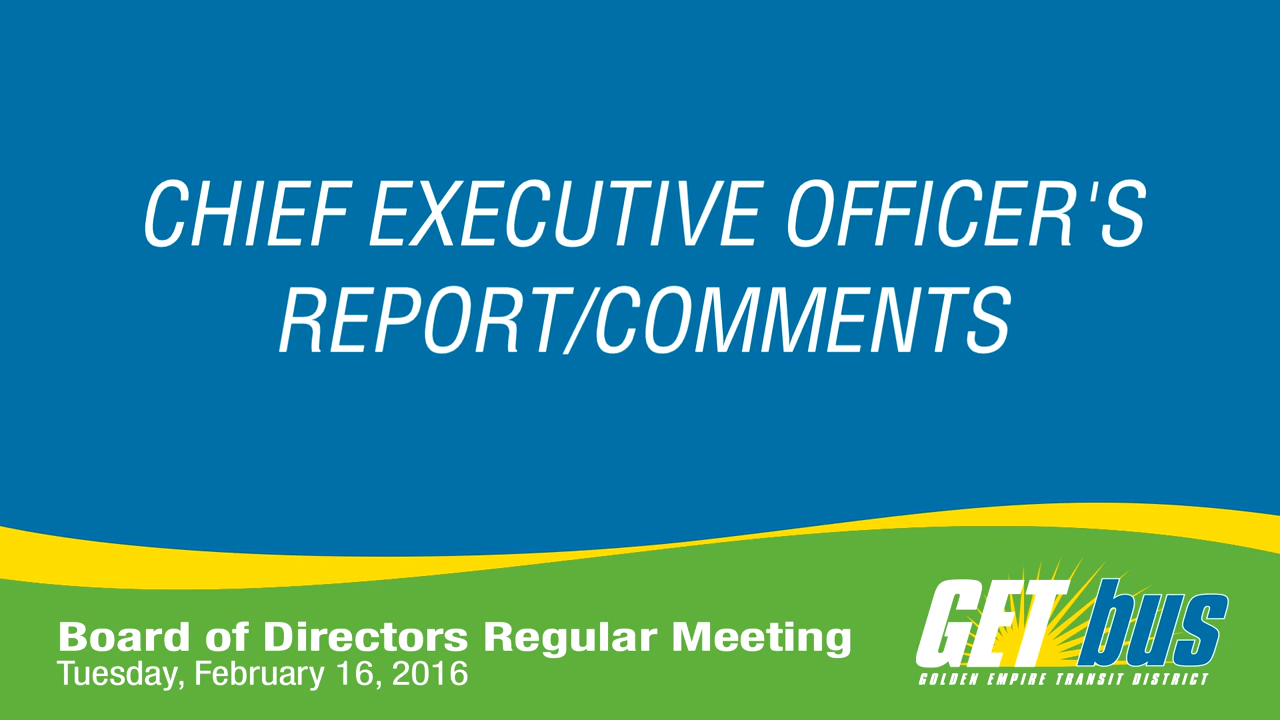 CHIEF EXECUTIVE OFFICER'S
REPORT/COMMENTS
Board of Directors Regular Meeting
Tuesday, February 16, 2016
GET bus
GOLDEN EMPIRE TRANSIT DISTRICT